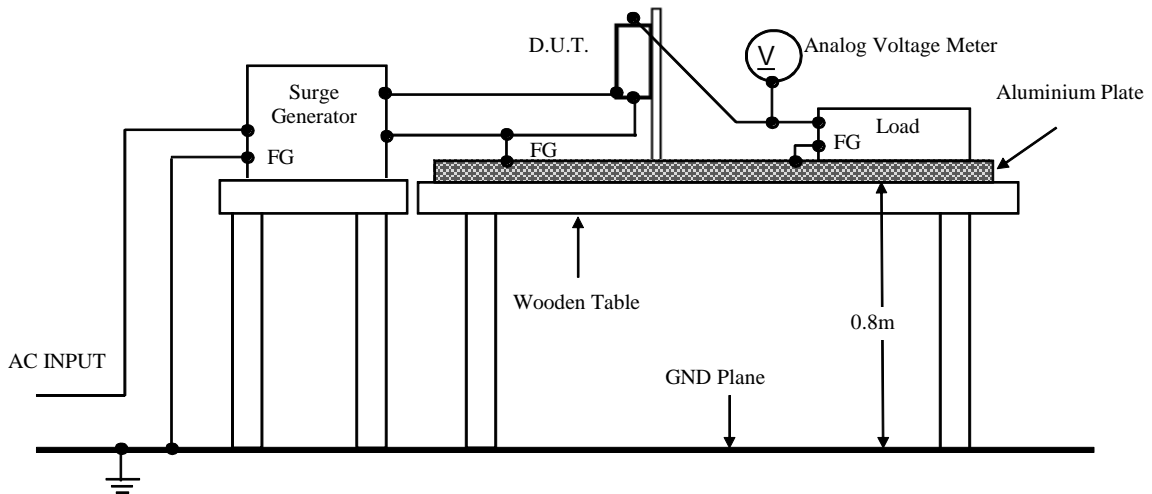 D.U.T.
V
Analog Voltage Meter
Surge
Generator
Aluminium Plate
Load
FG
FG
FG
Wooden Table
0.8m
AC INPUT
GND Plane